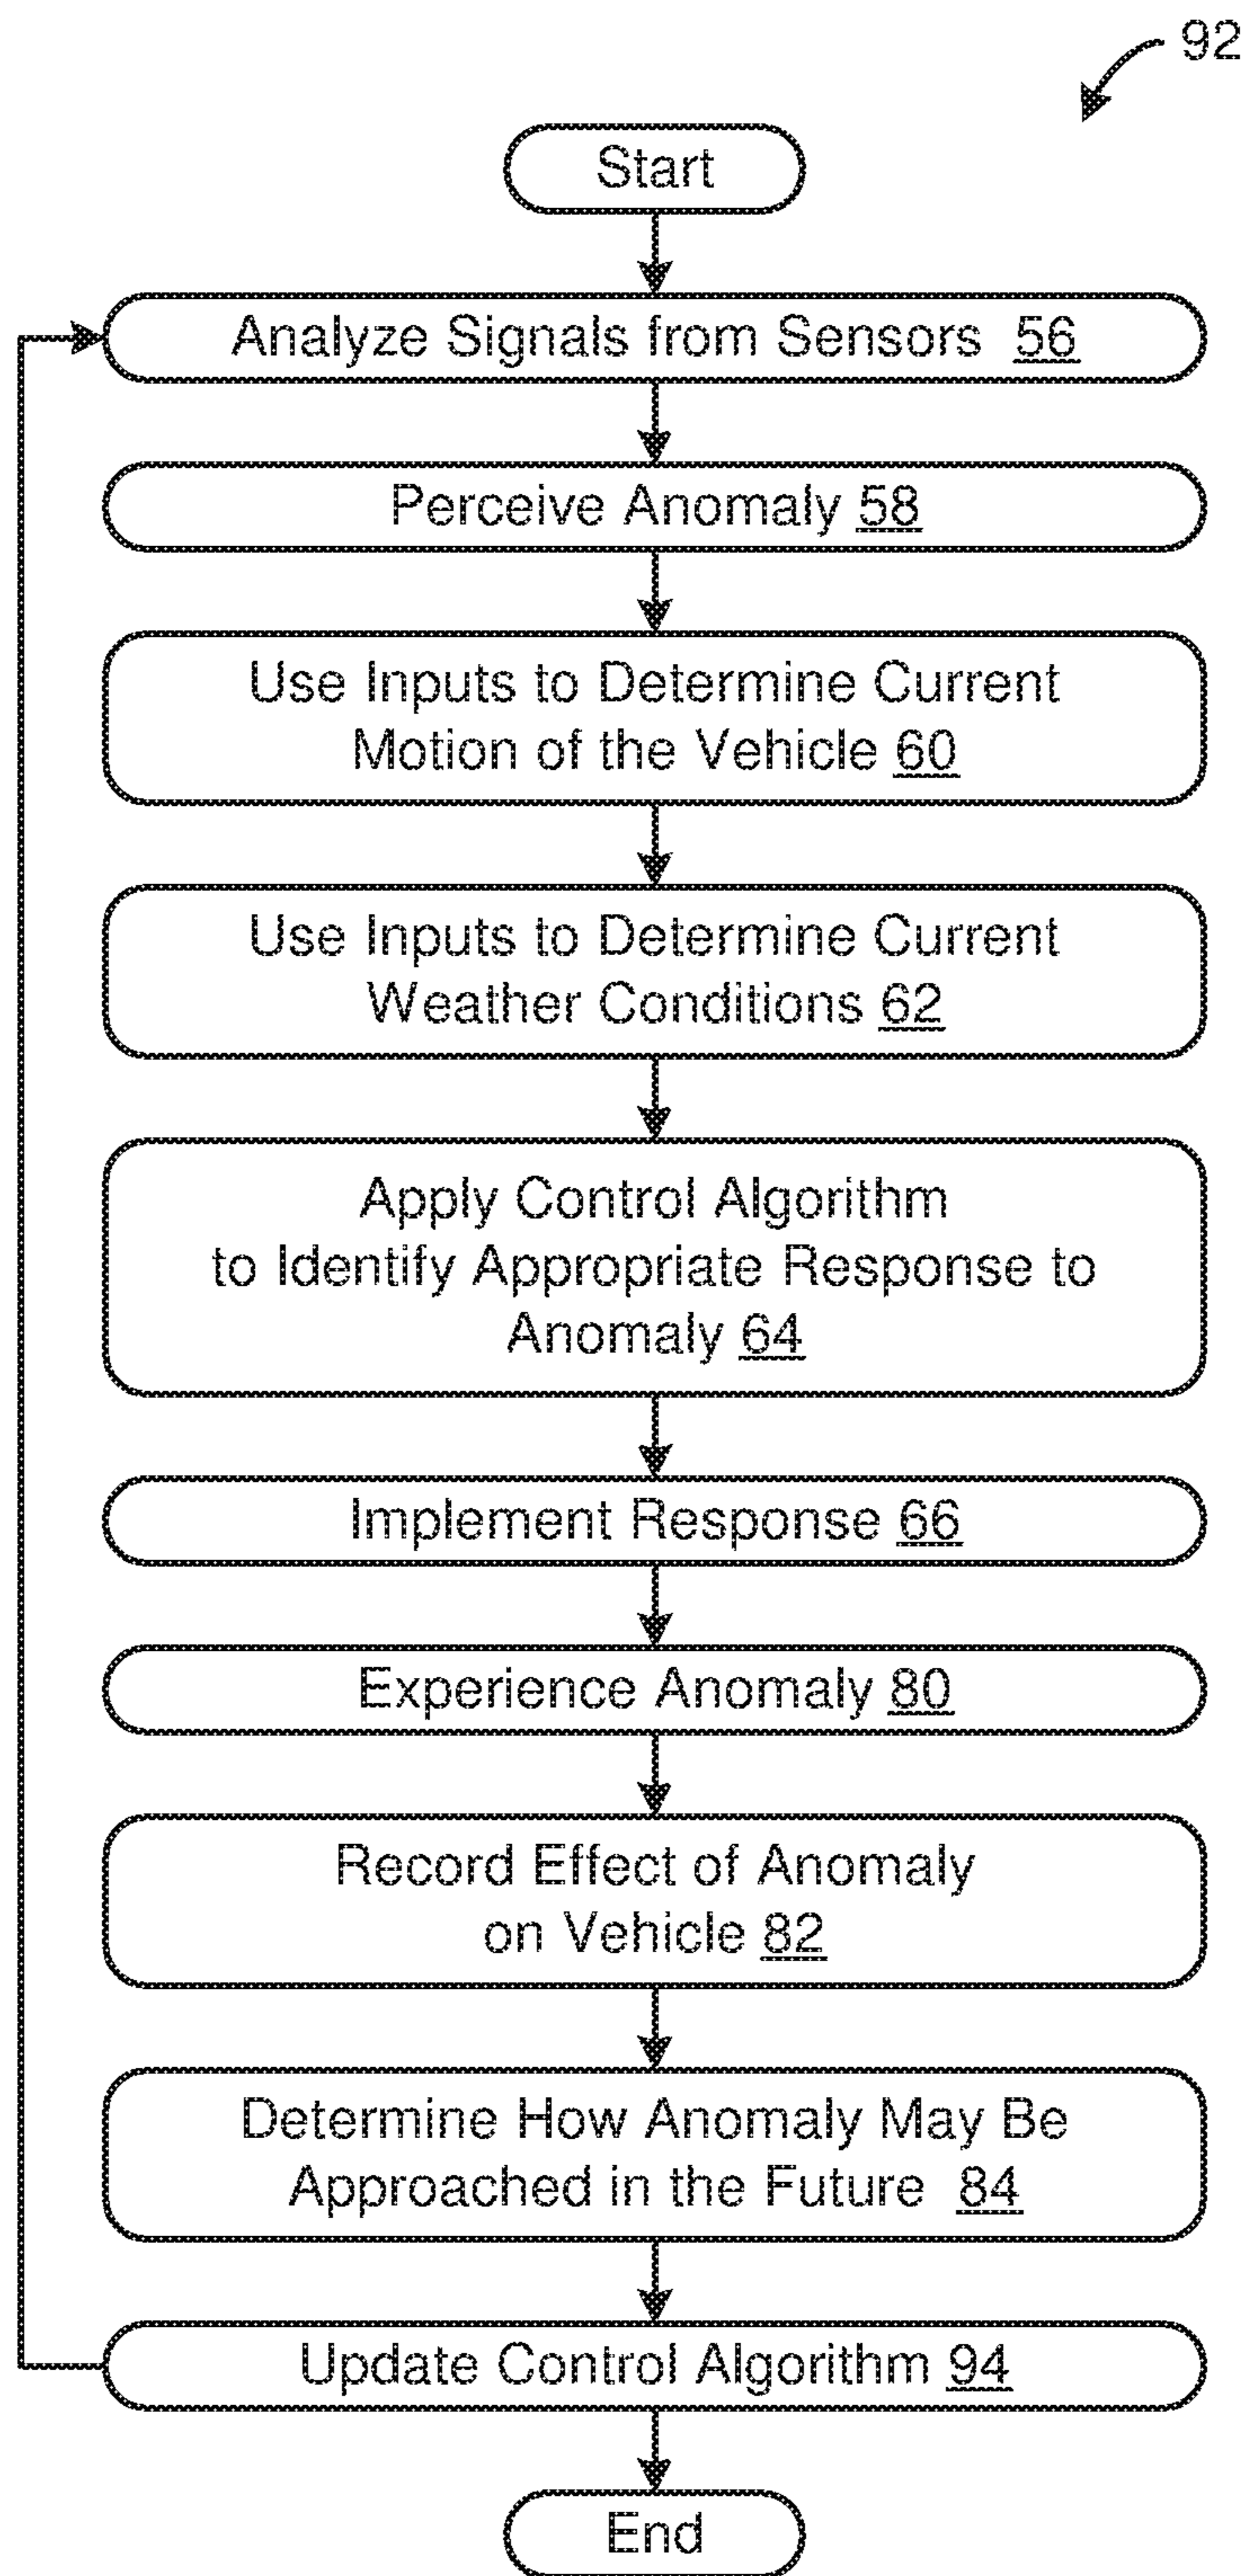 92
Start
Analyze Signals from Sensors 56
Perceive Anomaly 58
Use Inputs to Determine Current
Motion of the Vehicle 60
Use Inputs to Determine Current
Weather Conditions 62
Apply Control Algorithm
to Identify Appropriate Response to
Anomaly 64
Implement Response 66
Experience Anomaly 80
Record Effect of Anomaly
on Vehicle 82
Determine How Anomaly May Be
Approached in the Future 84
Update Control Algorithm 94
End